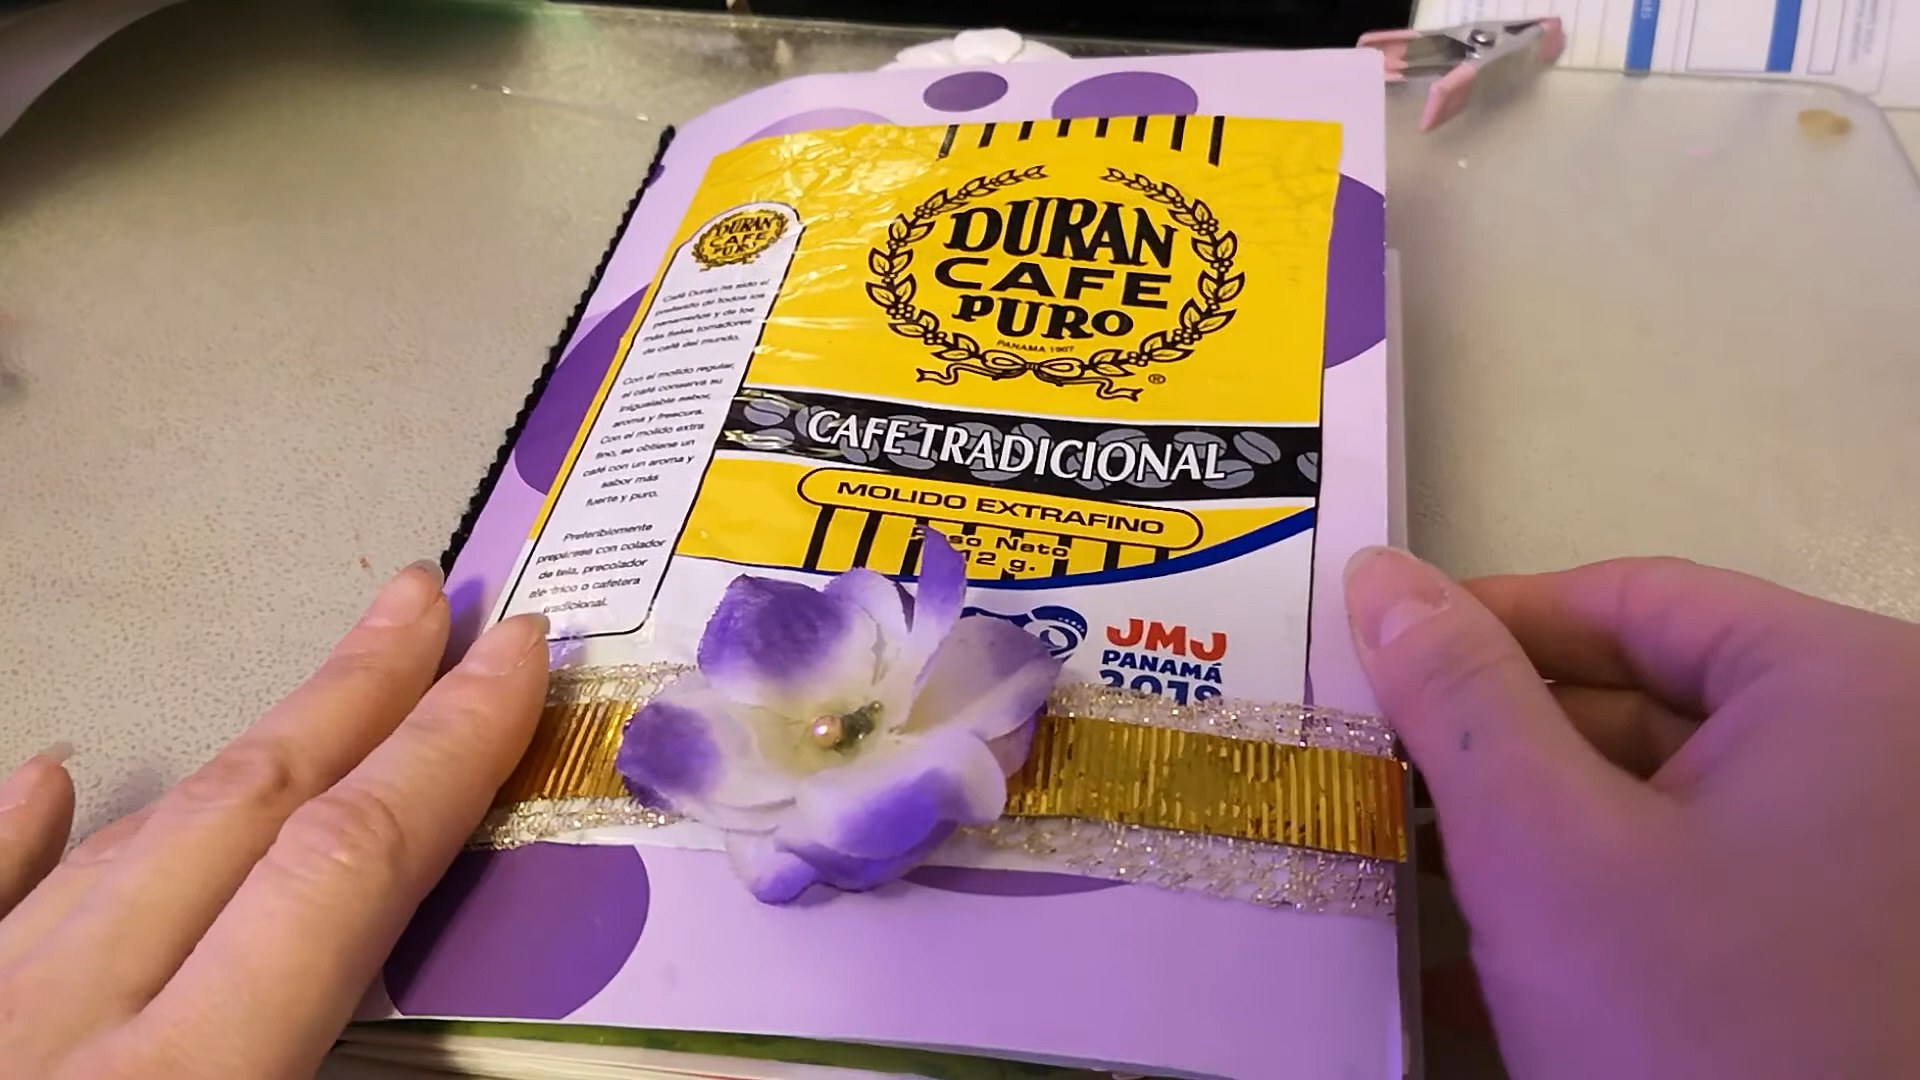 DURAN
CAFE
PURO
PANAMA 1907
®
DURAN
CAFE
PURO
Café Duran ha sido el
preferido de todos los
panameños y de los
más fieles tomadores
de café del mundo.
Con el molido regular,
el café conserva su
inigualable sabor,
aroma y frescura.
Con el molido extra
fino, se obtiene un
café con un aroma y
sabor más
fuerte y puro.
Preferiblemente
prepárese con colador
de tela, precolador
eléctrico o cafetera
tradicional.
CAFE TRADICIONAL
MOLIDO EXTRAFINO
Peso Neto
12 g.
JMJ
PANAMÁ
2019